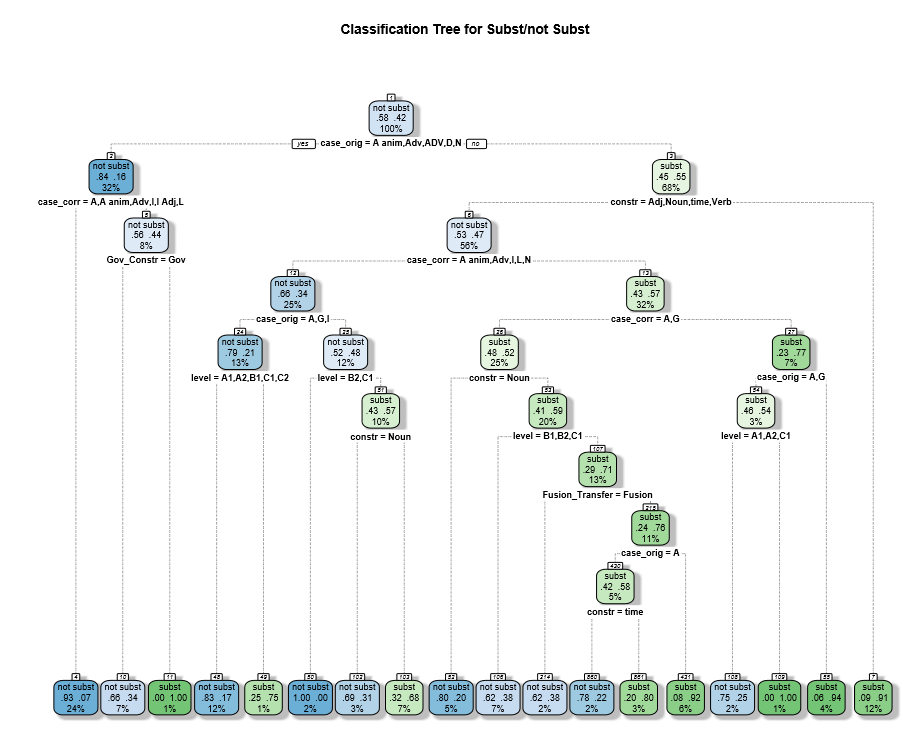 Classification Tree for Subst/not Subst
1
not subst
.58 .42
100%
yes case_orig = A anim,Adv,ADV,D,N no
2
not subst
.84 .16
32%
case_corr = A,A anim,Adv,I,I Adj,L
3
subst
.45 .55
68%
constr = Adj,Noun,time,Verb
5
not subst
.56 .44
8%
Gov_Constr = Gov
6
not subst
.53 .47
56%
case_corr = A anim,Adv,I,L,N
12
not subst
.66 .34
25%
case_orig = A,G,I
13
subst
.43 .57
32%
case_corr = A,G
24
not subst
.79 .21
13%
level = A1,A2,B1,C1,C2
25
not subst
.52 .48
12%
level = B2,C1
26
subst
.48 .52
25%
constr = Noun
27
subst
.23 .77
7%
case_orig = A,G
51
subst
.43 .57
10%
constr = Noun
53
subst
.41 .59
20%
level = B1,B2,C1
54
subst
.46 .54
3%
level = A1,A2,C1
107
subst
.29 .71
13%
Fusion_Transfer = Fusion
215
subst
.24 .76
11%
case_orig = A
430
subst
.42 .58
5%
constr = time
4
not subst
.93 .07
24%
10
not subst
.66 .34
7%
11
subst
.00 1.00
1%
48
not subst
.83 .17
12%
49
subst
.25 .75
1%
50
not subst
1.00 .00
2%
102
not subst
.69 .31
3%
103
subst
.32 .68
7%
52
not subst
.80 .20
5%
106
not subst
.62 .38
7%
214
not subst
.62 .38
2%
860
not subst
.78 .22
2%
861
subst
.20 .80
3%
431
subst
.08 .92
6%
108
not subst
.75 .25
2%
109
subst
.00 1.00
1%
55
subst
.06 .94
4%
7
subst
.09 .91
12%